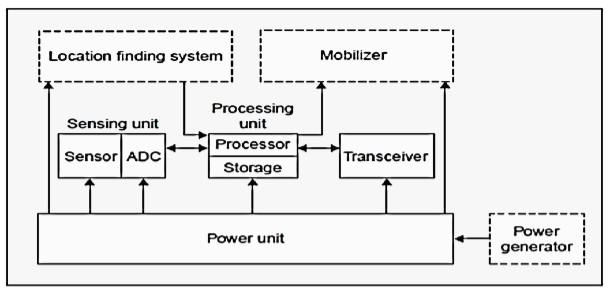 Location finding system
Mobilizer
Sensing unit
Processing
unit
Sensor
ADC
Processor
Storage
Transceiver
Power unit
Power
generator